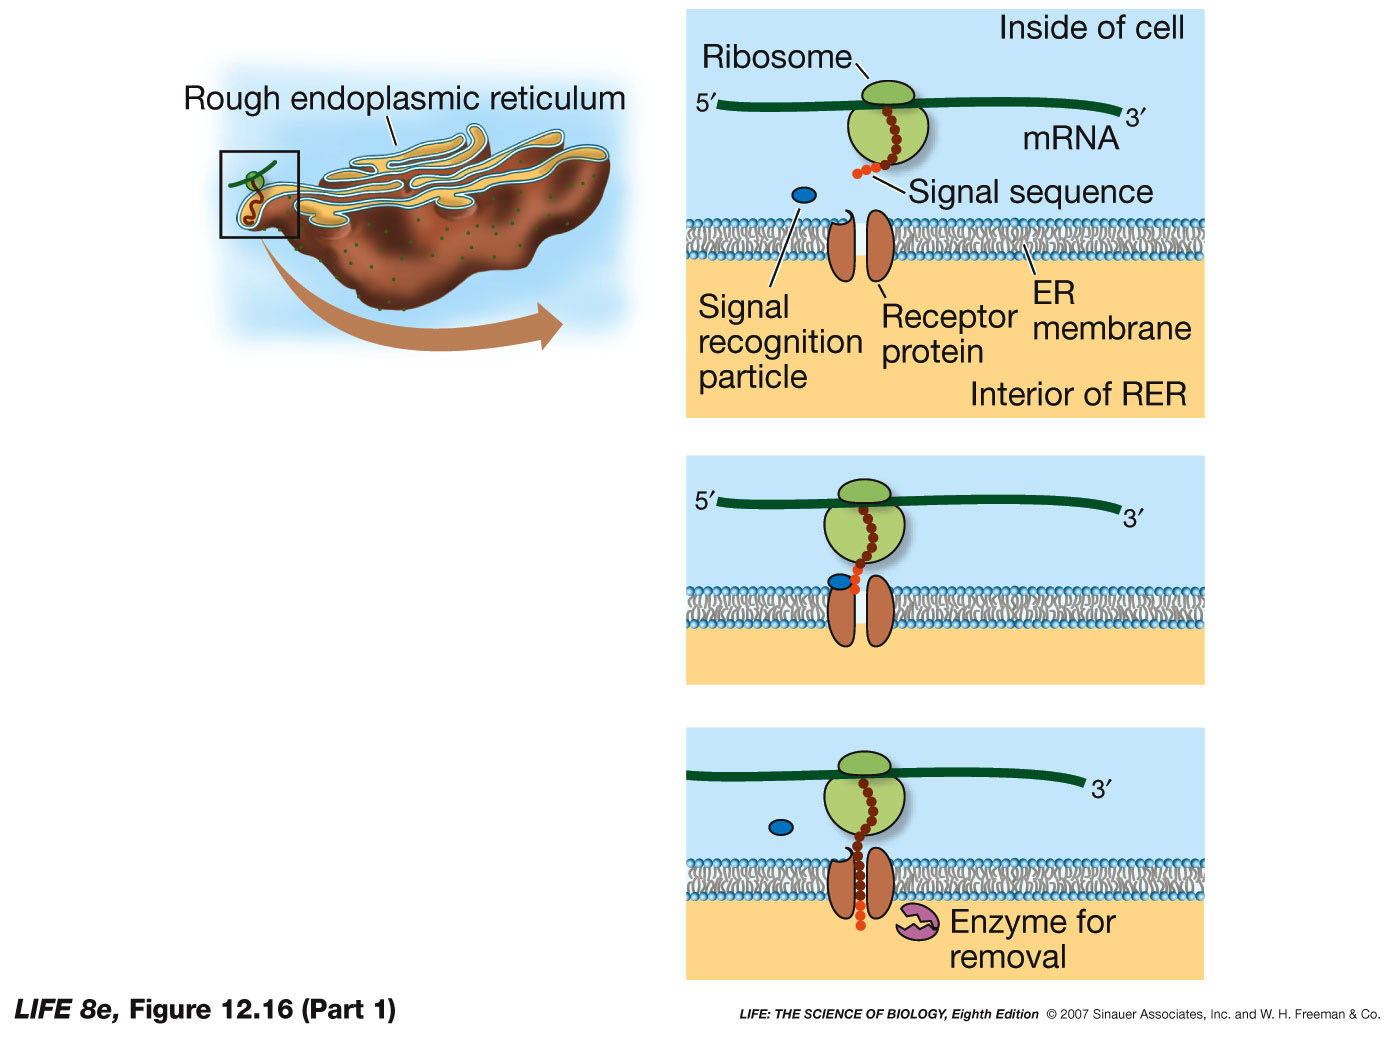 Rough endoplasmic reticulum
Inside of cell
Ribosome
5′
3′
mRNA
Signal sequence
Signal
recognition
particle
Receptor
protein
ER
membrane
Interior of RER
5′
3′
3′
Enzyme for
removal
LIFE 8e, Figure 12.16 (Part 1)
LIFE: THE SCIENCE OF BIOLOGY, Eighth Edition © 2007 Sinauer Associates, Inc. and W. H. Freeman & Co.